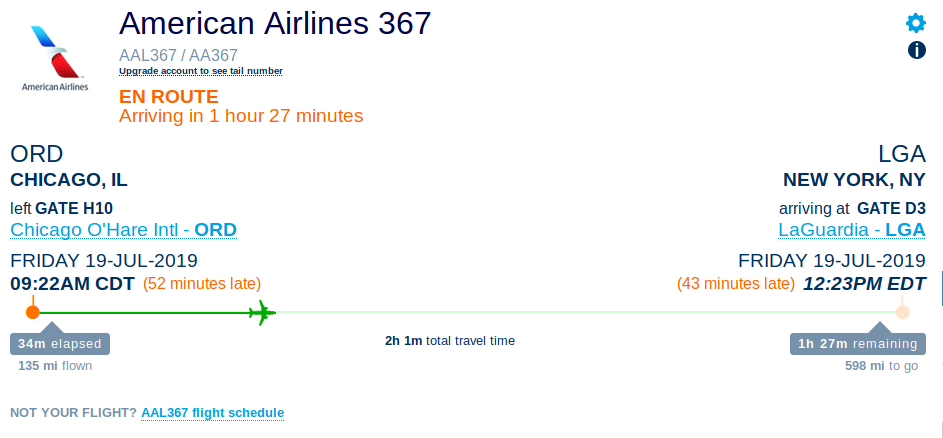 American Airlines 367
AAL367 / AA367
Upgrade account to see tail number
American Airlines
EN ROUTE
Arriving in 1 hour 27 minutes
ORD
CHICAGO, IL
left GATE H10
Chicago O'Hare Intl - ORD
FRIDAY 19-JUL-2019
09:22AM CDT (52 minutes late)
LGA
NEW YORK, NY
arriving at GATE D3
LaGuardia - LGA
FRIDAY 19-JUL-2019
(43 minutes late) 12:23PM EDT
34m elapsed
135 mi flown
2h 1m total travel time
1h 27m remaining
598 mi to go
NOT YOUR FLIGHT? AAL367 flight schedule